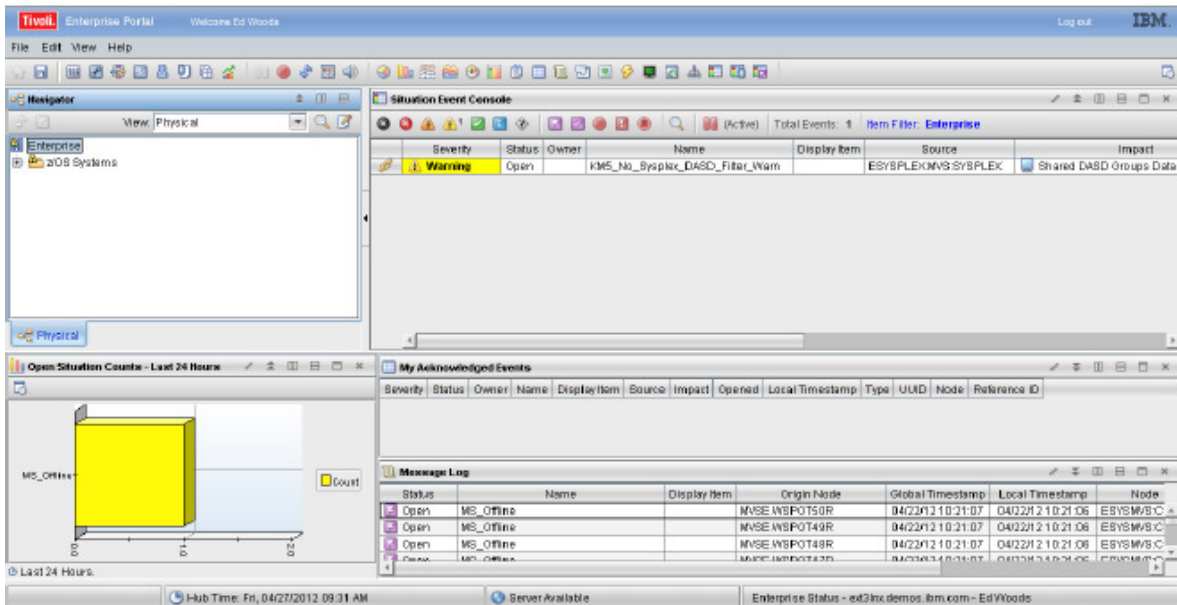 Tivoli. Enterprise Portal Welcome Ed Woods Log out IBM.
File Edit View Help
Navigator
View: Physical
Enterprise
z/OS Systems
Physical
Situation Event Console
(Active) Total Events: 1 Item Filter: Enterprise
Severity Status Owner Name Display Item Source Impact
Warning Open KM5_No_Sysplex_DASD_Filter_Warn ESYSPLEX:MVS:SYSPLEX Shared DASD Groups Data
Open Situation Counts - Last 24 Hours
MS_Offline
Count
Last 24 Hours.
My Acknowledged Events
Severity Status Owner Name Display Item Source Impact Opened Local Timestamp Type UUID Node Reference ID
Message Log
Status Name Display Item Origin Node Global Timestamp Local Timestamp Node
Open MS_Offline MVSE:WSPOT50R 04/22/12 10:21:07 04/22/12 10:21:06 ESYSMVS:C
Open MS_Offline MVSE:WSPOT49R 04/22/12 10:21:07 04/22/12 10:21:06 ESYSMVS:C
Open MS_Offline MVSE:WSPOT48R 04/22/12 10:21:07 04/22/12 10:21:06 ESYSMVS:C
Hub Time: Fri, 04/27/2012 09:31 AM Server Available Enterprise Status - ext3lnx.demos.ibm.com - Ed Woods